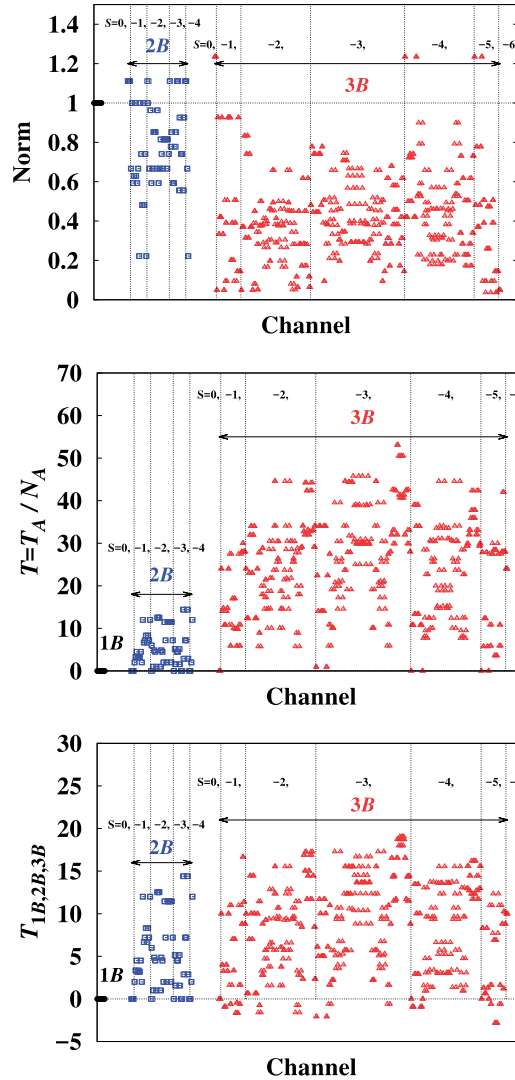 1.4
1.2
1
0.8
0.6
0.4
0.2
0
Norm
S=0, −1, −2, −3, −4
2B
S=0, −1, −2, −3, −4, −5, −6
3B
Channel
70
60
50
40
30
20
10
0
T=T_A / N_A
S=0, −1, −2, −3, −4, −5, −6
3B
S=0, −1, −2, −3, −4
2B
1B
Channel
30
25
20
15
10
5
0
−5
T_{1B,2B,3B}
S=0, −1, −2, −3, −4, −5, −6
3B
S=0, −1, −2, −3, −4
2B
1B
Channel